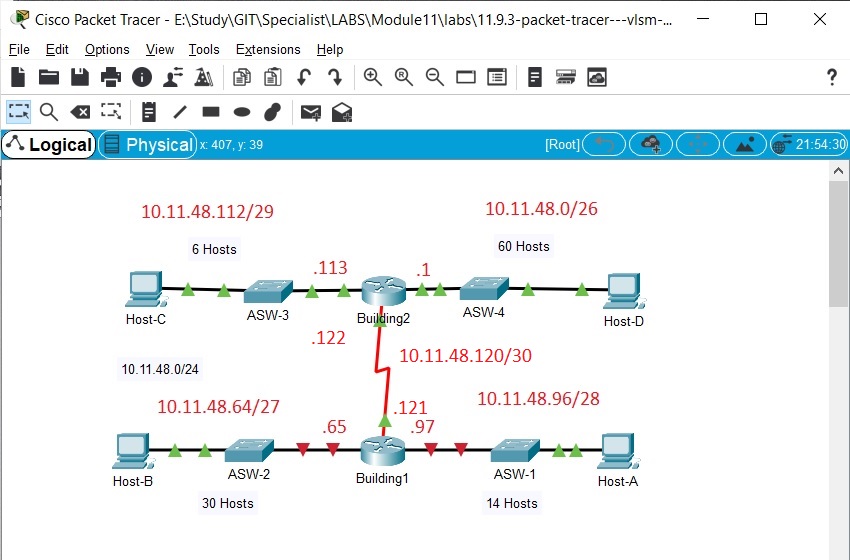 Cisco Packet Tracer - E:\Study\GIT\Specialist\LABS\Module11\labs\11.9.3-packet-tracer---vlsm-...
File Edit Options View Tools Extensions Help
Logical Physical x: 407, y: 39 [Root] 21:54:30
10.11.48.112/29 10.11.48.0/26
6 Hosts 60 Hosts
.113 .1
Host-C ASW-3 Building2 ASW-4 Host-D
.122
10.11.48.120/30
10.11.48.0/24
10.11.48.64/27 10.11.48.96/28
.121
.65 .97
Host-B ASW-2 Building1 ASW-1 Host-A
30 Hosts 14 Hosts